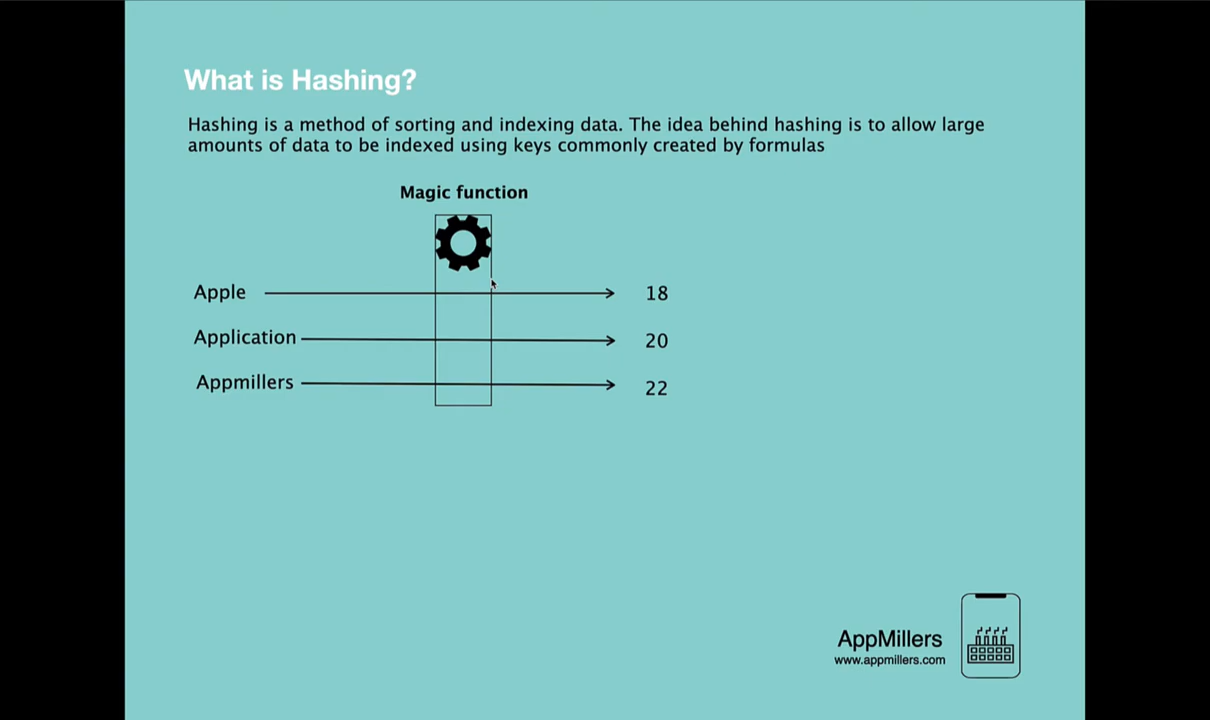 What is Hashing?
Hashing is a method of sorting and indexing data. The idea behind hashing is to allow large
amounts of data to be indexed using keys commonly created by formulas
Magic function
Apple 18
Application 20
Appmillers 22
AppMillers
www.appmillers.com